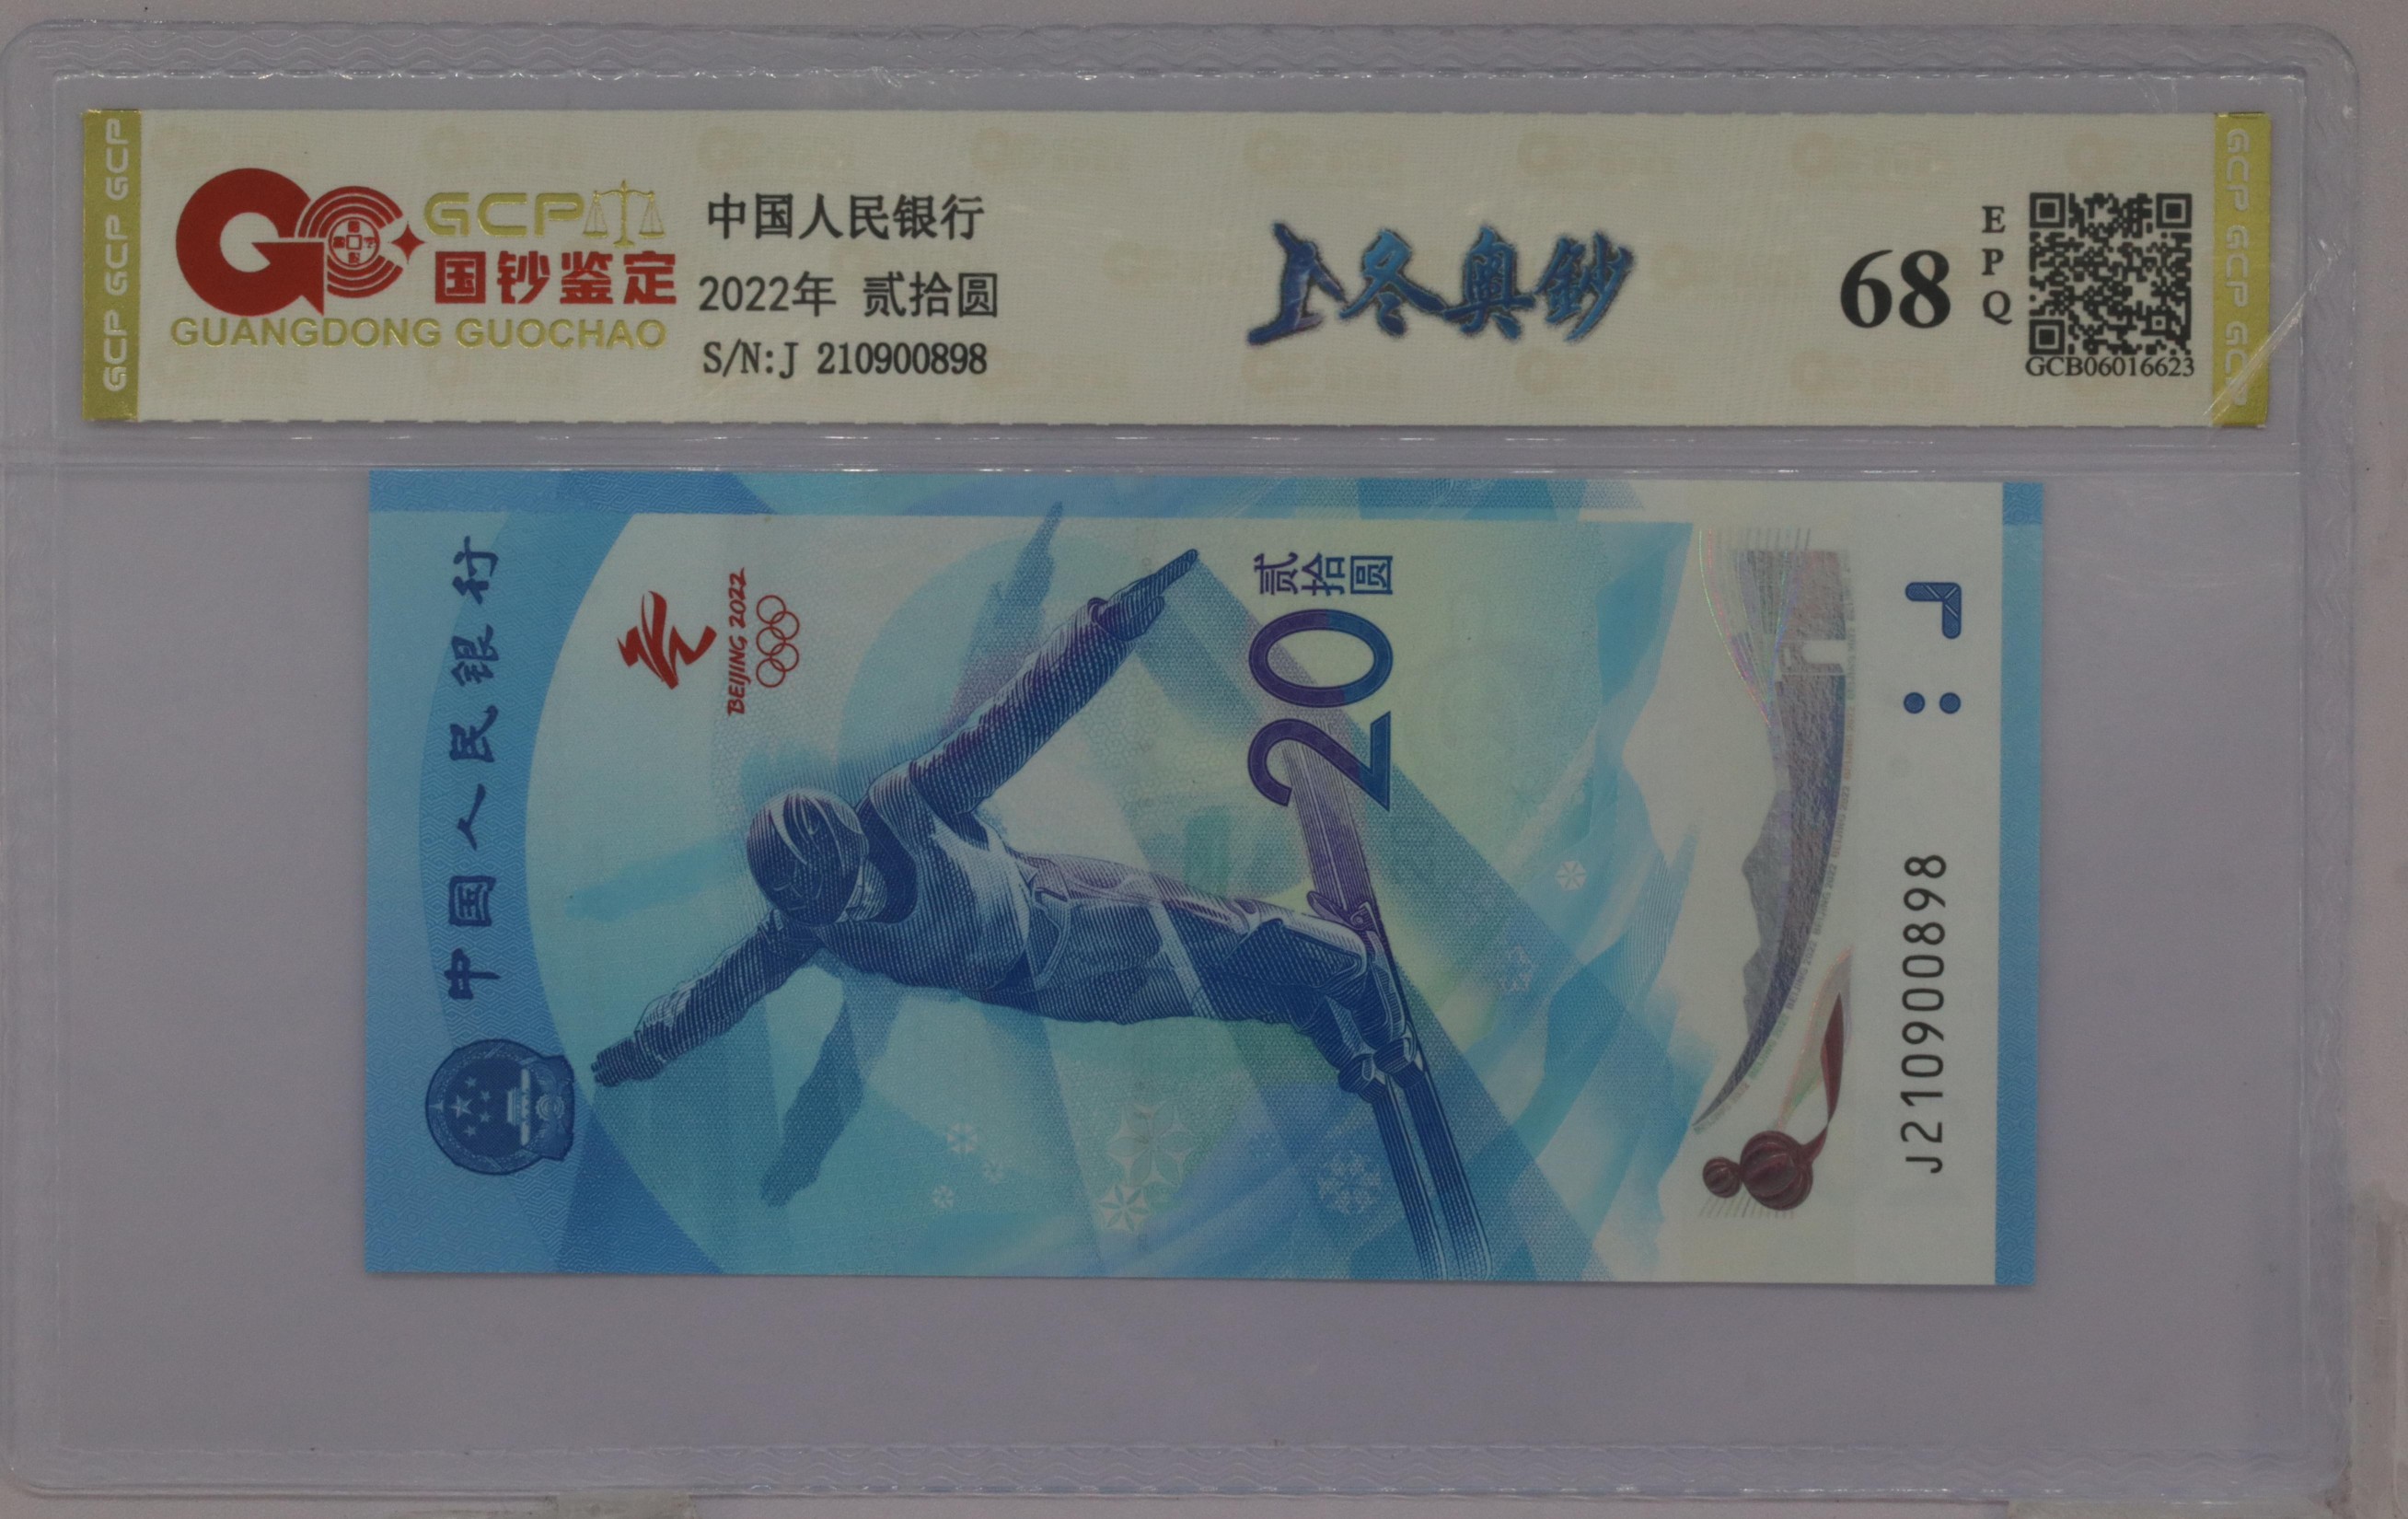 GCP GCP GCP
GCP
国钞鉴定
GUANGDONG GUOCHAO
中国人民银行
2022年 贰拾圆
S/N:J 210900898
冬奥鈔
68
EPQ
GCB06016623
GCP GCP GCP
中国人民银行
BEIJING 2022
20
贰拾圆
J210900898